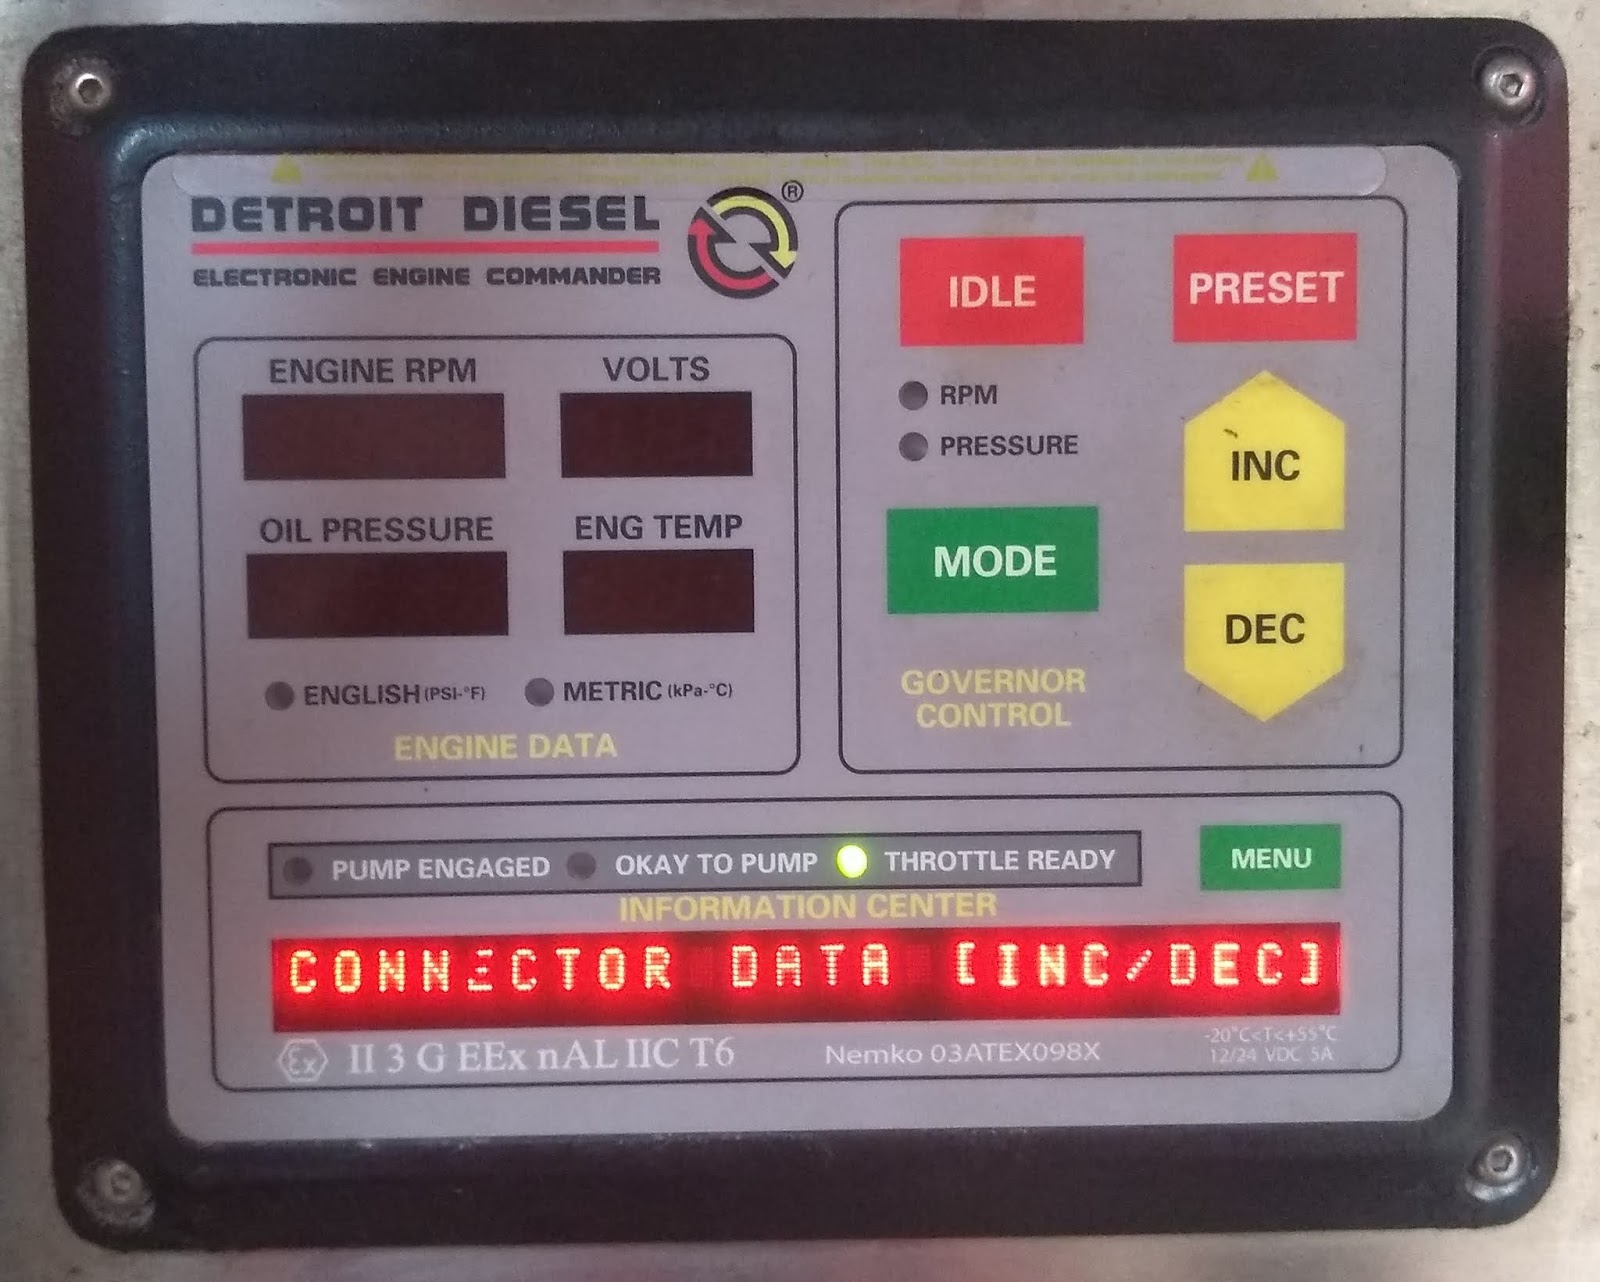 DETROIT DIESEL ®
ELECTRONIC ENGINE COMMANDER
ENGINE RPM
VOLTS
OIL PRESSURE
ENG TEMP
ENGLISH (PSI-°F)
METRIC (kPa-°C)
ENGINE DATA
IDLE
PRESET
RPM
PRESSURE
INC
MODE
DEC
GOVERNOR
CONTROL
PUMP ENGAGED
OKAY TO PUMP
THROTTLE READY
MENU
INFORMATION CENTER
CONNECTOR DATA [INC/DEC]
Ex II 3 G EEx nAL IIC T6
Nemko 03ATEX098X
-20°C<T<+55°C
12/24 VDC 5A